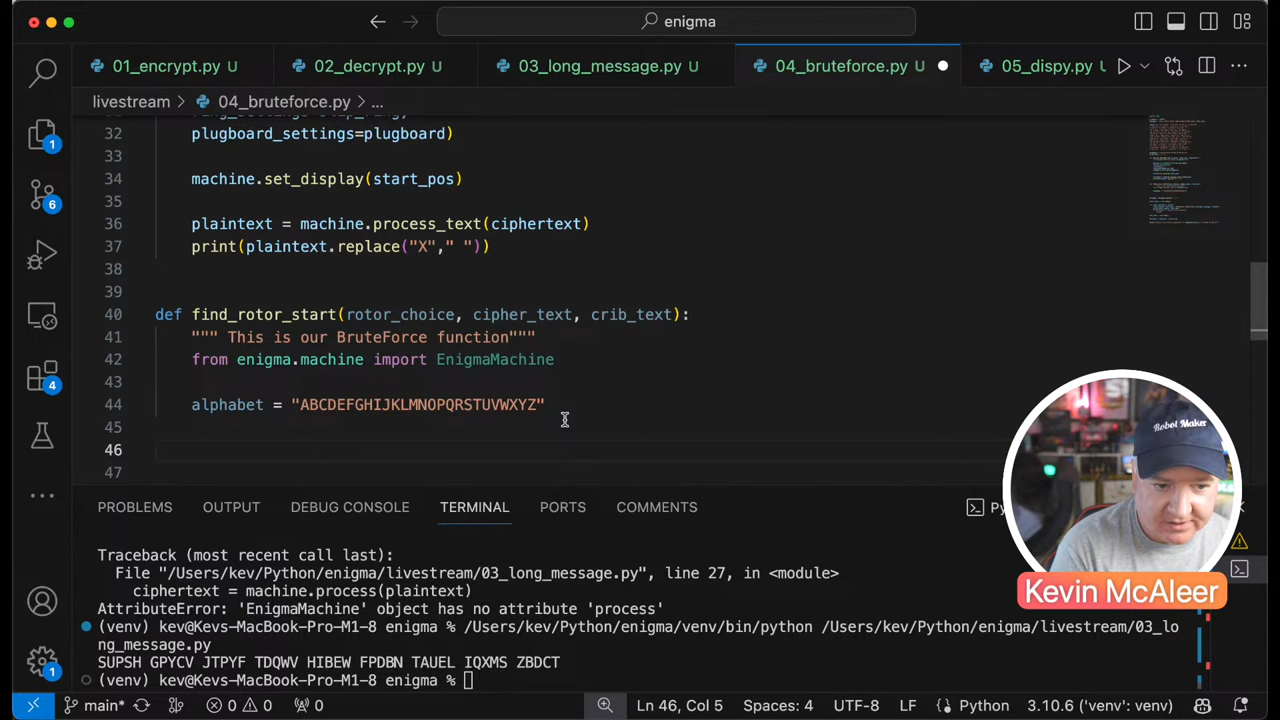 enigma
01_encrypt.py U
02_decrypt.py U
03_long_message.py U
04_bruteforce.py U
05_dispy.py
livestream > 04_bruteforce.py > ...
32 plugboard_settings=plugboard)
33
34 machine.set_display(start_pos)
35
36 plaintext = machine.process_text(ciphertext)
37 print(plaintext.replace("X"," "))
38
39
40 def find_rotor_start(rotor_choice, cipher_text, crib_text):
41 """ This is our BruteForce function"""
42 from enigma.machine import EnigmaMachine
43
44 alphabet = "ABCDEFGHIJKLMNOPQRSTUVWXYZ"
45
46
47
1
6
4
1
Robot Maker
Kevin McAleer
PROBLEMS OUTPUT DEBUG CONSOLE TERMINAL PORTS COMMENTS
Traceback (most recent call last):
File "/Users/kev/Python/enigma/livestream/03_long_message.py", line 27, in <module>
ciphertext = machine.process(plaintext)
AttributeError: 'EnigmaMachine' object has no attribute 'process'
(venv) kev@Kevs-MacBook-Pro-M1-8 enigma % /Users/kev/Python/enigma/venv/bin/python /Users/kev/Python/enigma/livestream/03_lo
ng_message.py
SUPSH GPYCV JTPYF TDQWV HIBEW FPDBN TAUEL IQXMS ZBDCT
(venv) kev@Kevs-MacBook-Pro-M1-8 enigma %
main* 0 0 0 Ln 46, Col 5 Spaces: 4 UTF-8 LF Python 3.10.6 ('venv': venv)